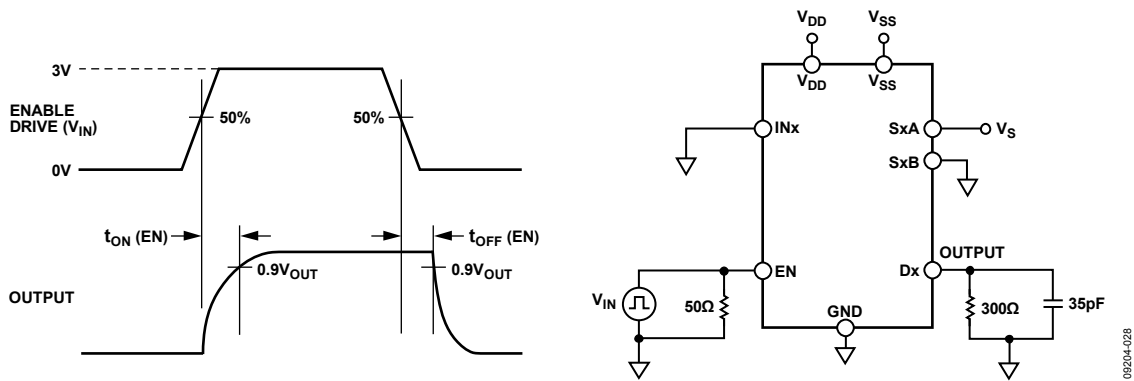 3V
ENABLE
DRIVE (VIN)
50%
50%
0V
tON (EN)
tOFF (EN)
0.9VOUT
0.9VOUT
OUTPUT
VDD
VSS
VDD
VSS
INx
SxA
VS
SxB
OUTPUT
EN
Dx
VIN
50Ω
GND
300Ω
35pF
09204-028